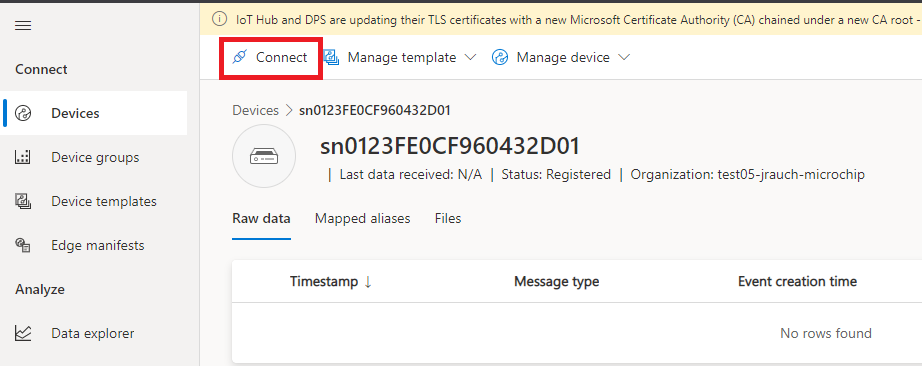 IoT Hub and DPS are updating their TLS certificates with a new Microsoft Certificate Authority (CA) chained under a new CA root -
Connect
Manage template
Manage device
Connect
Devices
Device groups
Device templates
Edge manifests
Analyze
Data explorer
Devices > sn0123FE0CF960432D01
sn0123FE0CF960432D01
| Last data received: N/A | Status: Registered | Organization: test05-jrauch-microchip
Raw data Mapped aliases Files
Timestamp ↓ Message type Event creation time
No rows found